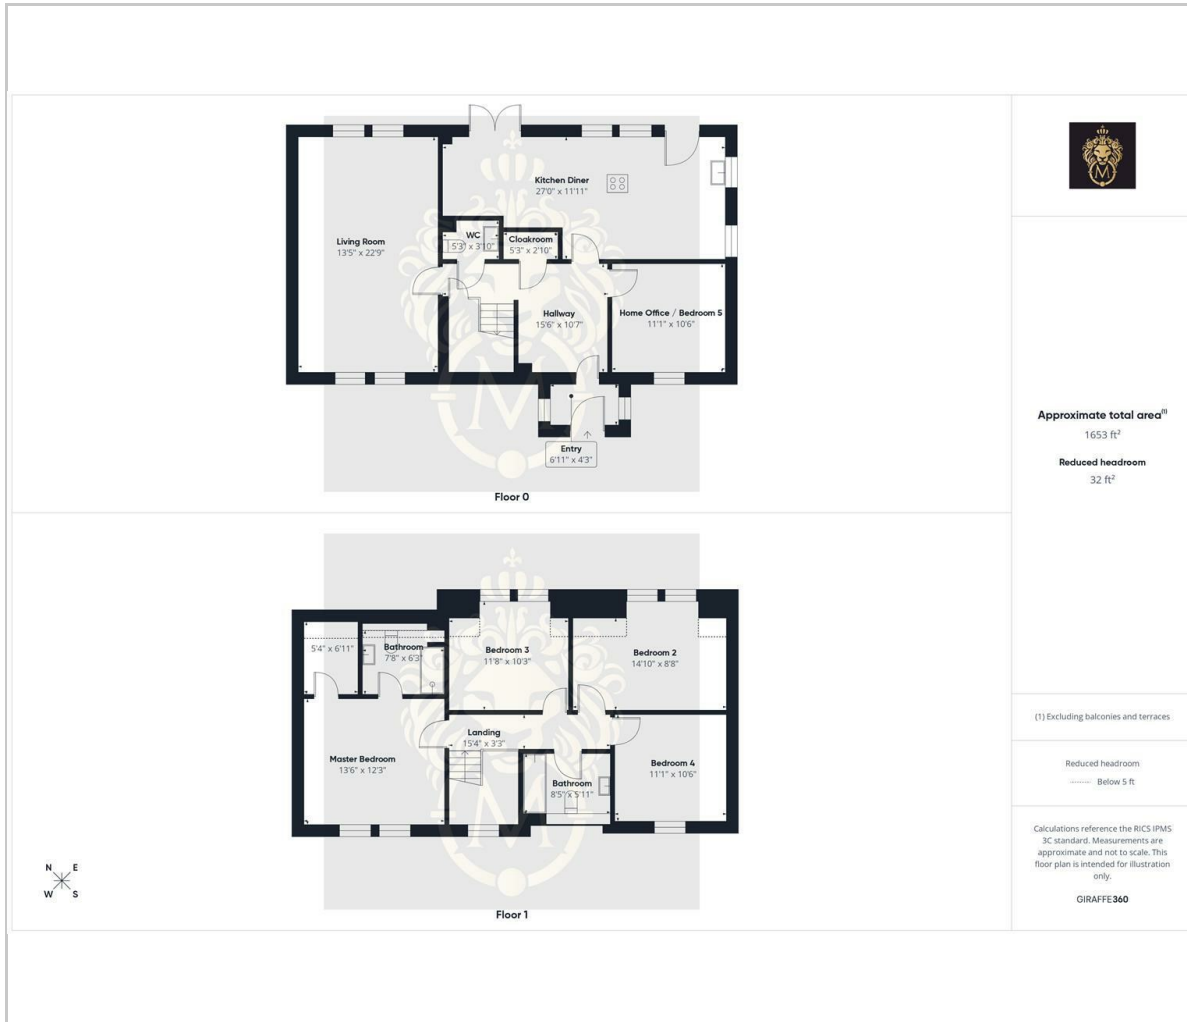 Living Room
13'5" x 22'9"
Kitchen Diner
27'0" x 11'11"
WC
5'3" x 3'10"
Cloakroom
5'3" x 2'10"
Hallway
15'6" x 10'7"
Home Office / Bedroom 5
11'1" x 10'6"
Entry
6'11" x 4'3"
Floor 0
5'4" x 6'11"
Bathroom
7'8" x 6'3"
Bedroom 3
11'8" x 10'3"
Bedroom 2
14'10" x 8'8"
Landing
15'4" x 3'3"
Master Bedroom
13'6" x 12'3"
Bathroom
8'5" x 5'11"
Bedroom 4
11'1" x 10'6"
Floor 1
N E
W S
M
M
M
Approximate total area(1)
1653 ft²
Reduced headroom
32 ft²
(1) Excluding balconies and terraces
Reduced headroom
Below 5 ft
Calculations reference the RICS IPMS
3C standard. Measurements are
approximate and not to scale. This
floor plan is intended for illustration
only.
GIRAFFE360